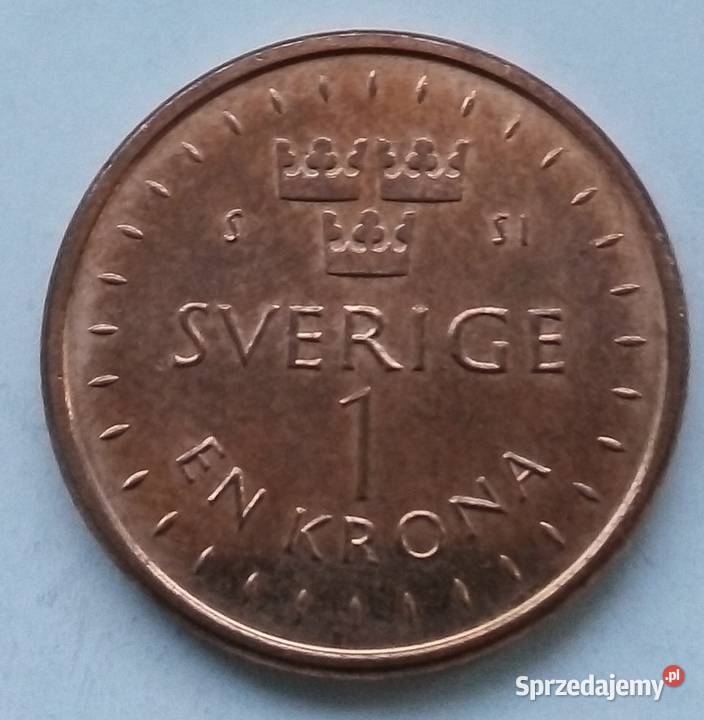 S SI
SVERIGE
1
EN KRONA
Sprzedajemy.pl